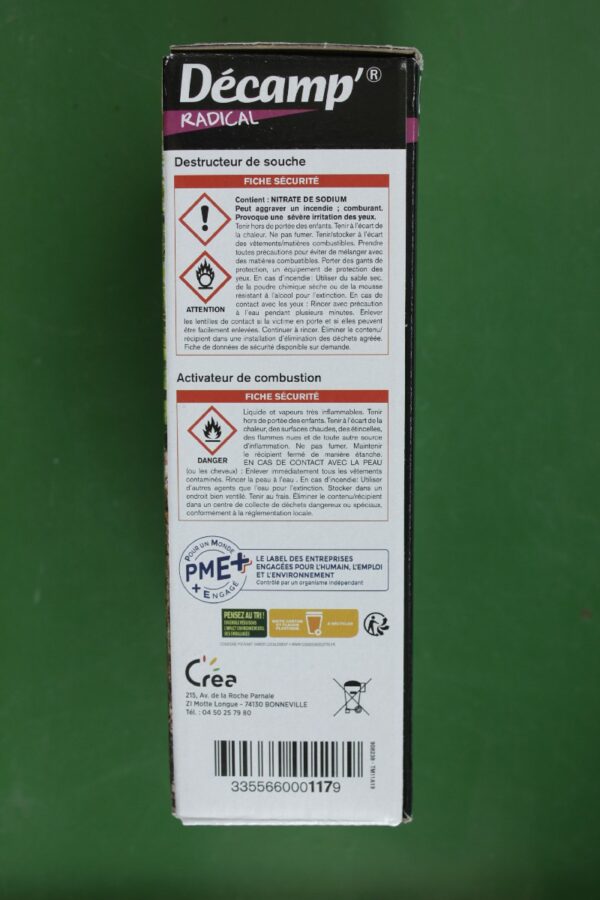 Décamp'®
RADICAL
Destructeur de souche
FICHE SÉCURITÉ
Contient : NITRATE DE SODIUM
Peut aggraver un incendie ; comburant.
Provoque une sévère irritation des yeux.
Tenir hors de portée des enfants. Tenir à l'écart de
la chaleur. Ne pas fumer. Tenir/stocker à l'écart
des vêtements/matières combustibles. Prendre
toutes précautions pour éviter de mélanger avec
des matières combustibles. Porter des gants de
protection, un équipement de protection des
yeux. En cas d'incendie: Utiliser du sable sec,
de la poudre chimique sèche ou de la mousse
résistant à l'alcool pour l'extinction. En cas de
contact avec les yeux : Rincer avec précaution
à l'eau pendant plusieurs minutes. Enlever
ATTENTION
les lentilles de contact si la victime en porte et si elles peuvent
être facilement enlevées. Continuer à rincer. Éliminer le contenu/
récipient dans une installation d'élimination des déchets agréée.
Fiche de données de sécurité disponible sur demande.
Activateur de combustion
FICHE SÉCURITÉ
Liquide et vapeurs très inflammables. Tenir
hors de portée des enfants. Tenir à l'écart de la
chaleur, des surfaces chaudes, des étincelles,
des flammes nues et de toute autre source
d'inflammation. Ne pas fumer. Maintenir
le récipient fermé de manière étanche.
DANGER
EN CAS DE CONTACT AVEC LA PEAU
(ou les cheveux) : Enlever immédiatement tous les vêtements
contaminés. Rincer la peau à l'eau . En cas d'incendie: Utiliser
d'autres agents que l'eau pour l'extinction. Stocker dans un
endroit bien ventilé. Tenir au frais. Éliminer le contenu/récipient
dans un centre de collecte de déchets dangereux ou spéciaux,
conformément à la réglementation locale.
POUR UN MONDE
PME+
+ ENGAGÉ
LE LABEL DES ENTREPRISES
ENGAGÉES POUR L'HUMAIN, L'EMPLOI
ET L'ENVIRONNEMENT
Contrôlé par un organisme indépendant
PENSEZ AU TRI !
À RECYCLER
Créa
215, Av. de la Roche Parnale
ZI Motte Longue - 74130 BONNEVILLE
Tél. : 04 50 25 79 80
3355660001179